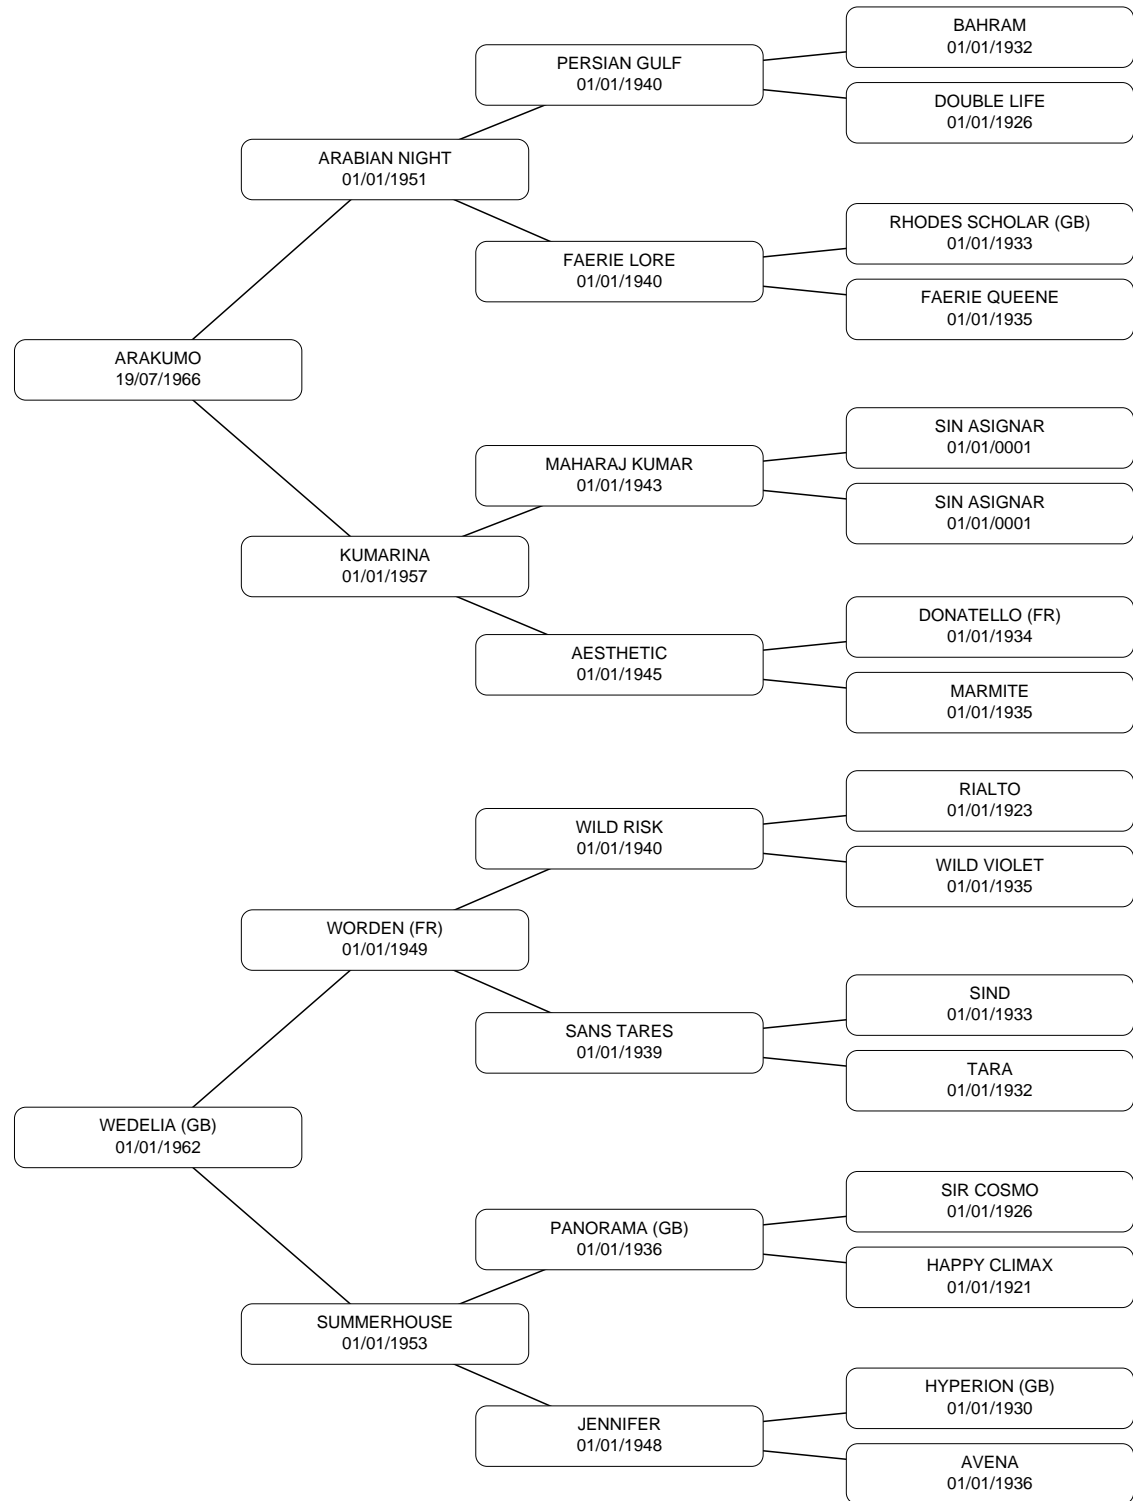 BAHRAM
01/01/1932
PERSIAN GULF
01/01/1940
DOUBLE LIFE
01/01/1926
ARABIAN NIGHT
01/01/1951
RHODES SCHOLAR (GB)
01/01/1933
FAERIE LORE
01/01/1940
FAERIE QUEENE
01/01/1935
ARAKUMO
19/07/1966
SIN ASIGNAR
01/01/0001
MAHARAJ KUMAR
01/01/1943
SIN ASIGNAR
01/01/0001
KUMARINA
01/01/1957
DONATELLO (FR)
01/01/1934
AESTHETIC
01/01/1945
MARMITE
01/01/1935
RIALTO
01/01/1923
WILD RISK
01/01/1940
WILD VIOLET
01/01/1935
WORDEN (FR)
01/01/1949
SIND
01/01/1933
SANS TARES
01/01/1939
TARA
01/01/1932
WEDELIA (GB)
01/01/1962
SIR COSMO
01/01/1926
PANORAMA (GB)
01/01/1936
HAPPY CLIMAX
01/01/1921
SUMMERHOUSE
01/01/1953
HYPERION (GB)
01/01/1930
JENNIFER
01/01/1948
AVENA
01/01/1936